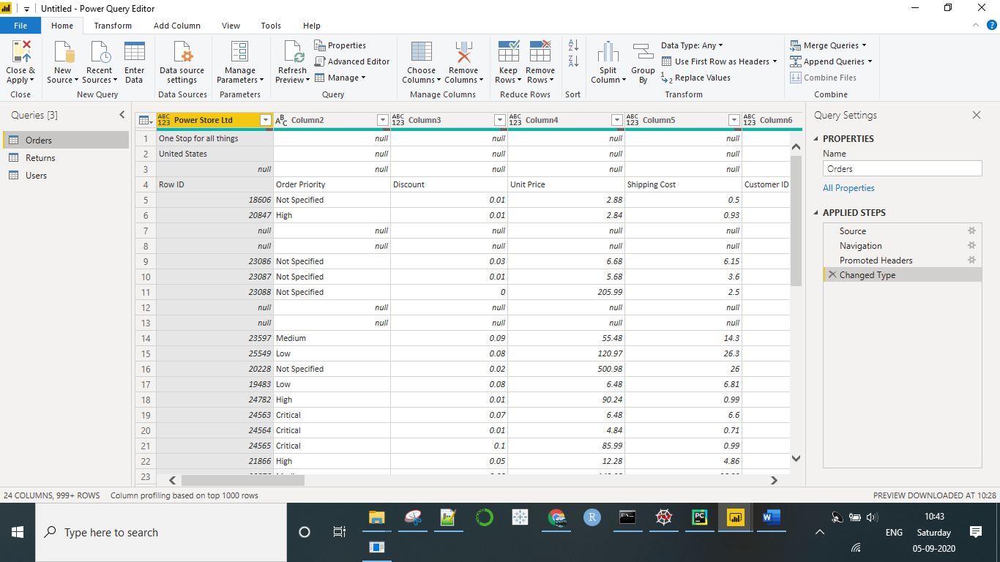 Untitled - Power Query Editor
File Home Transform Add Column View Tools Help
Close & Apply
New Source
Recent Sources
Enter Data
Data source settings
Manage Parameters
Refresh Preview
Properties
Advanced Editor
Manage
Choose Columns
Remove Columns
Keep Rows
Remove Rows
Split Column
Group By
Data Type: Any
Use First Row as Headers
Replace Values
Merge Queries
Append Queries
Combine Files
Close New Query Data Sources Parameters Query Manage Columns Reduce Rows Sort Transform Combine
Queries [3]
Orders
Returns
Users
ABC 123 Power Store Ltd ABC Column2 ABC 123 Column3 ABC 123 Column4 ABC 123 Column5 ABC 123 Column6
1 One Stop for all things null null null null
2 United States null null null null
3 null null null null null
4 Row ID Order Priority Discount Unit Price Shipping Cost Customer ID
5 18606 Not Specified 0.01 2.88 0.5
6 20847 High 0.01 2.84 0.93
7 null null null null null
8 null null null null null
9 23086 Not Specified 0.03 6.68 6.15
10 23087 Not Specified 0.01 5.68 3.6
11 23088 Not Specified 0 205.99 2.5
12 null null null null null
13 null null null null null
14 23597 Medium 0.09 55.48 14.3
15 25549 Low 0.08 120.97 26.3
16 20228 Not Specified 0.02 500.98 26
17 19483 Low 0.08 6.48 6.81
18 24782 High 0.01 90.24 0.99
19 24563 Critical 0.07 6.48 6.6
20 24564 Critical 0.01 4.84 0.71
21 24565 Critical 0.1 85.99 0.99
22 21866 High 0.05 12.28 4.86
23
Query Settings
PROPERTIES
Name
Orders
All Properties
APPLIED STEPS
Source
Navigation
Promoted Headers
Changed Type
24 COLUMNS, 999+ ROWS Column profiling based on top 1000 rows
PREVIEW DOWNLOADED AT 10:28
Type here to search
ENG
10:43
Saturday
05-09-2020